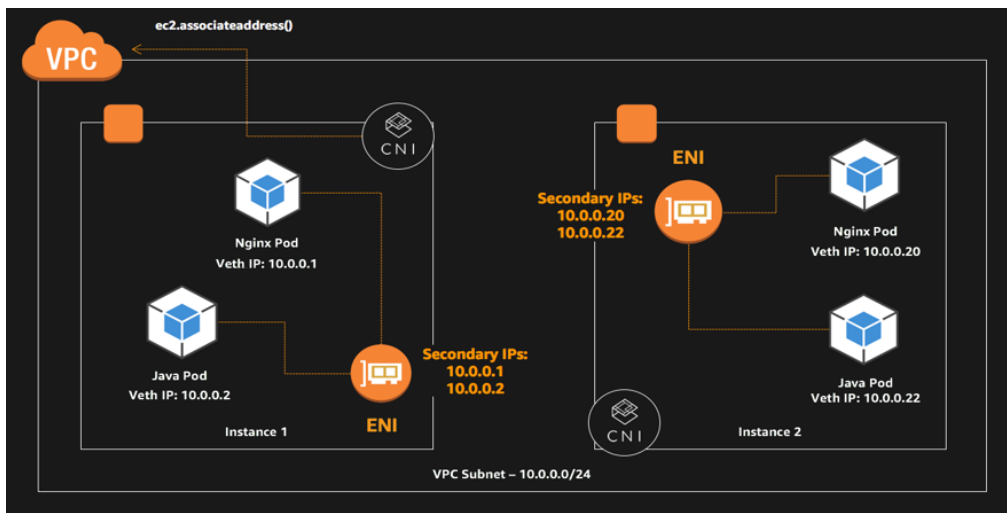 ec2.associateaddress()
VPC
CNI
Nginx Pod
Veth IP: 10.0.0.1
Java Pod
Veth IP: 10.0.0.2
Secondary IPs:
10.0.0.1
10.0.0.2
ENI
Instance 1
ENI
Secondary IPs:
10.0.0.20
10.0.0.22
Nginx Pod
Veth IP: 10.0.0.20
Java Pod
Veth IP: 10.0.0.22
CNI
Instance 2
VPC Subnet – 10.0.0.0/24